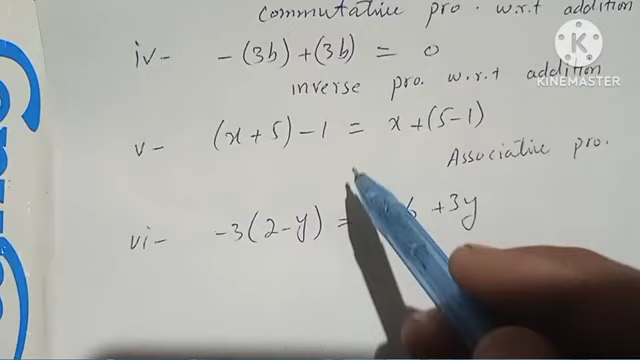 commutative pro. w.r.t addition
iv- -(3b) + (3b) = 0
inverse pro. w.r.t addition
v- (x + 5) - 1 = x + (5 - 1)
Associative pro.
vi- -3(2 - y) = 6 + 3y
KINEMASTER